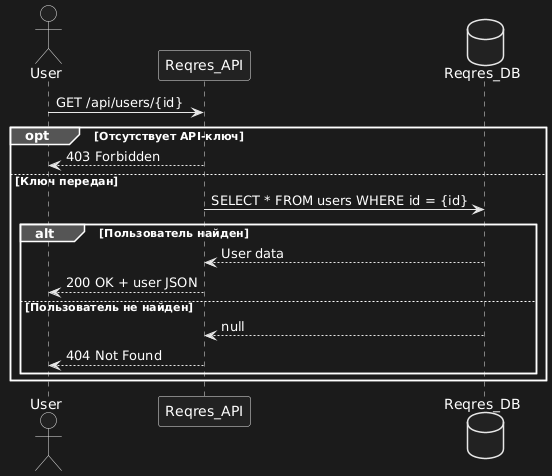 User
Reqres_API
Reqres_DB
GET /api/users/{id}
opt [Отсутствует API-ключ]
403 Forbidden
[Ключ передан]
SELECT * FROM users WHERE id = {id}
alt [Пользователь найден]
User data
200 OK + user JSON
[Пользователь не найден]
null
404 Not Found
User
Reqres_API
Reqres_DB